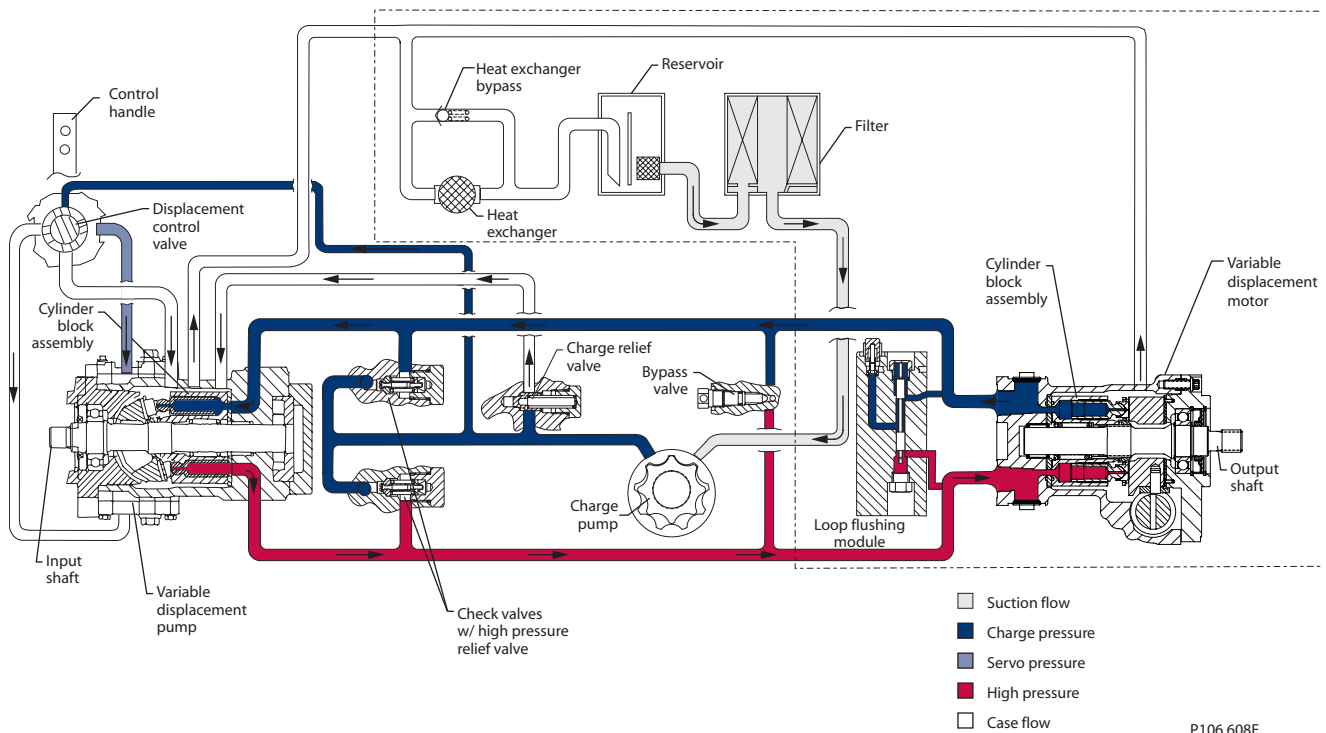 Control
handle
Heat exchanger
bypass
Reservoir
Filter
Displacement
control
valve
Heat
exchanger
Cylinder
block
assembly
Cylinder
block
assembly
Variable
displacement
motor
Charge relief
valve
Bypass
valve
Charge
pump
Loop flushing
module
Output
shaft
Input
shaft
Variable
displacement
pump
Check valves
w/ high pressure
relief valve
Suction flow
Charge pressure
Servo pressure
High pressure
Case flow
P106 608E